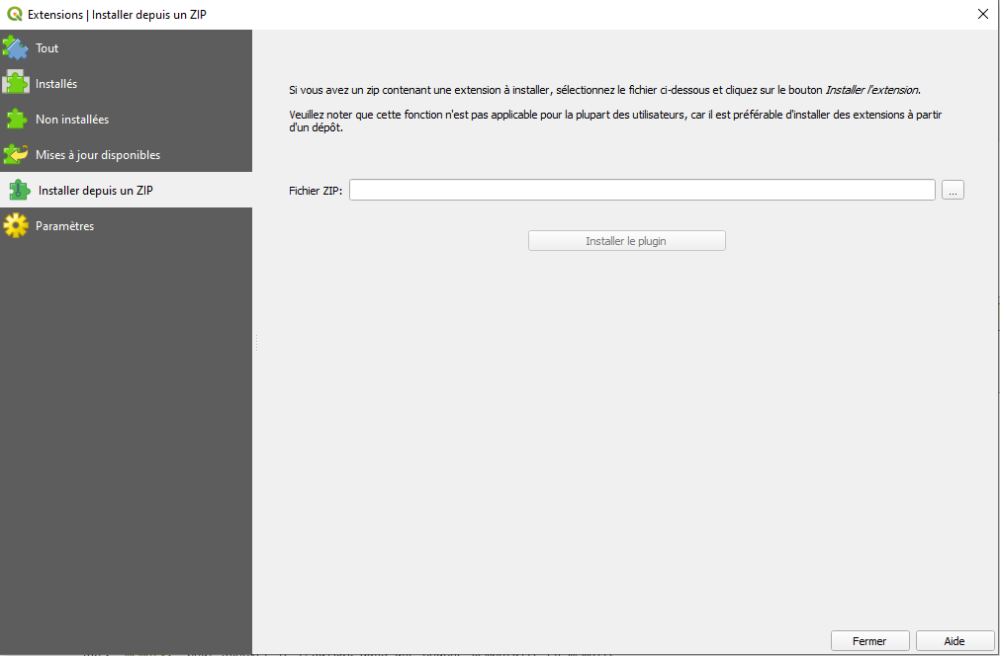 Extensions | Installer depuis un ZIP
Tout
Installés
Non installées
Mises à jour disponibles
Installer depuis un ZIP
Paramètres
Si vous avez un zip contenant une extension à installer, sélectionnez le fichier ci-dessous et cliquez sur le bouton Installer l'extension.
Veuillez noter que cette fonction n'est pas applicable pour la plupart des utilisateurs, car il est préférable d'installer des extensions à partir
d'un dépôt.
Fichier ZIP:
...
Installer le plugin
Fermer
Aide